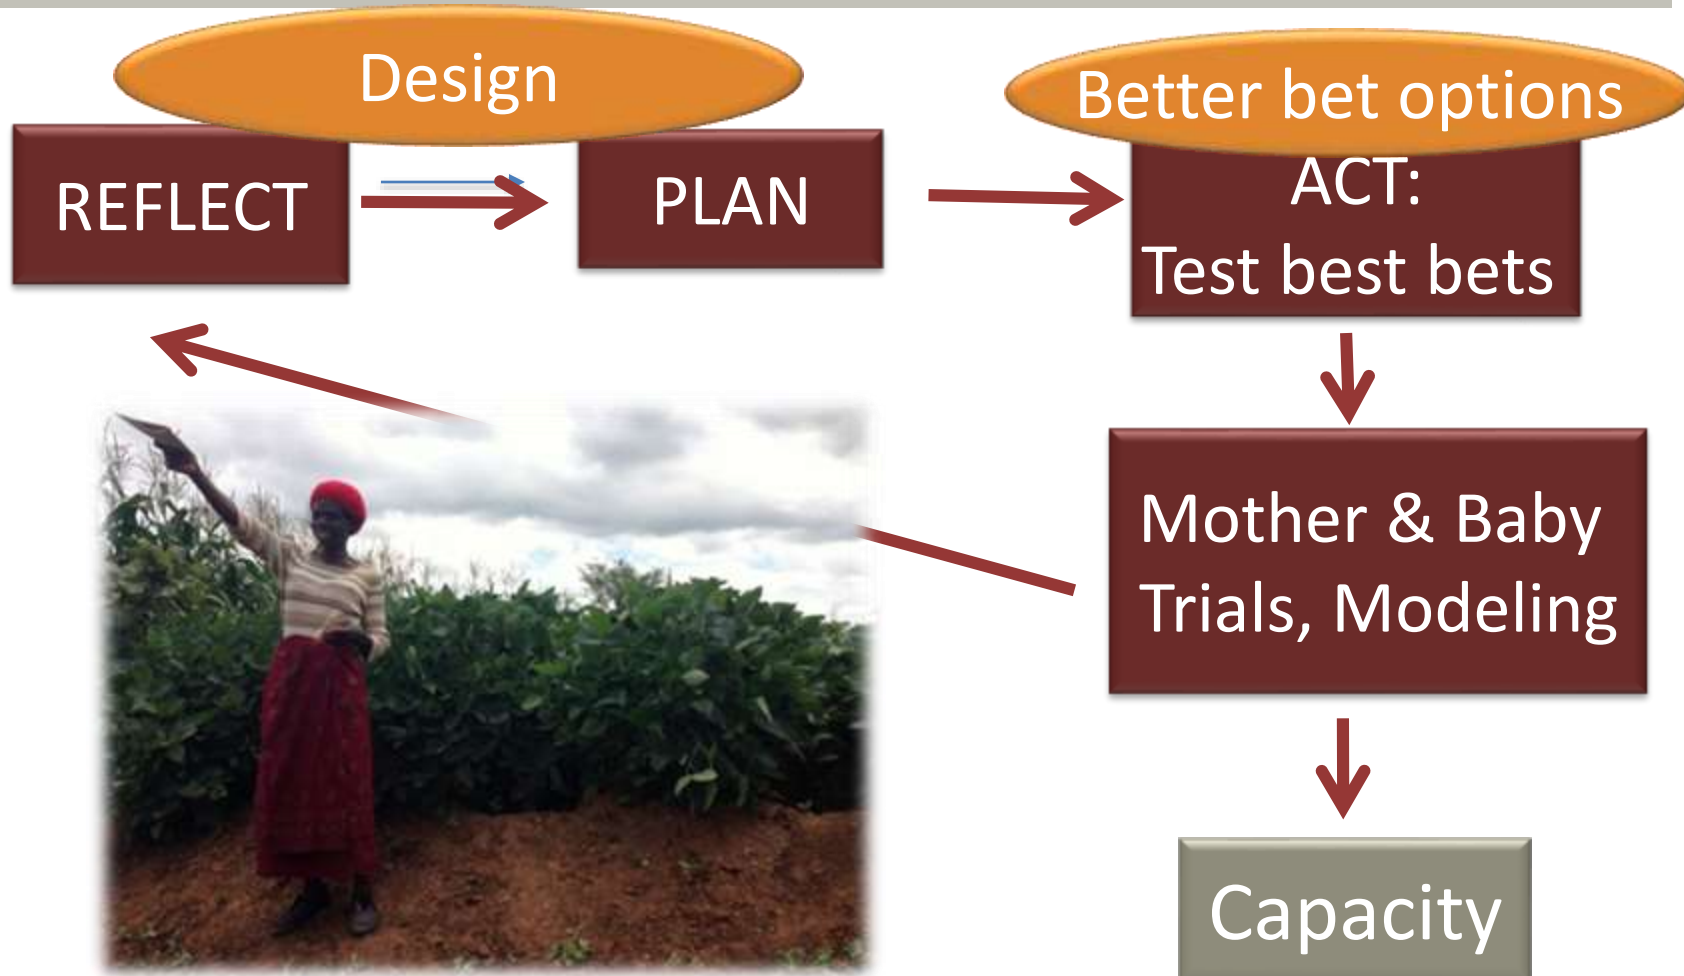 Design
Better bet options
REFLECT
PLAN
ACT:
Test best bets
Mother & Baby
Trials, Modeling
Capacity